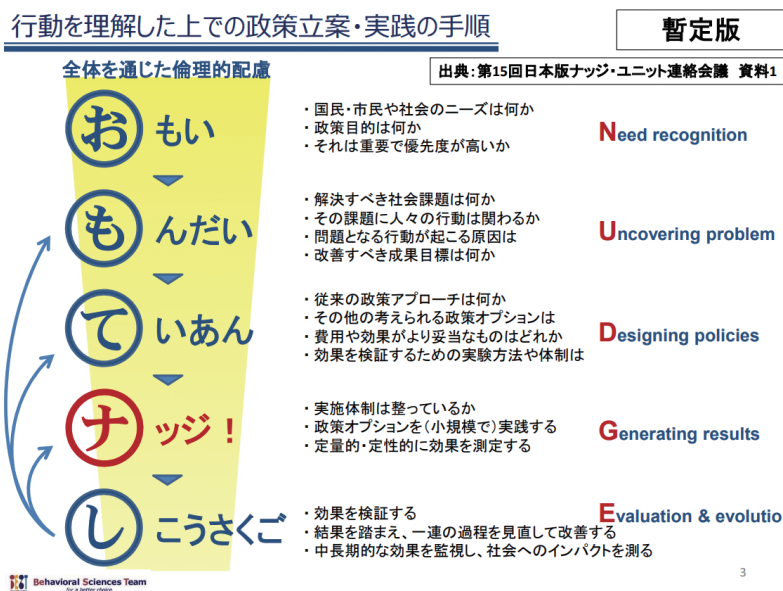 行動を理解した上での政策立案・実践の手順
暫定版
全体を通じた倫理的配慮
出典：第15回日本版ナッジ・ユニット連絡会議 資料1
おもい
・国民・市民や社会のニーズは何か
・政策目的は何か
・それは重要で優先度が高いか
Need recognition
もんだい
・解決すべき社会課題は何か
・その課題に人々の行動は関わるか
・問題となる行動が起こる原因は
・改善すべき成果目標は何か
Uncovering problem
ていあん
・従来の政策アプローチは何か
・その他の考えられる政策オプションは
・費用や効果がより妥当なものはどれか
・効果を検証するための実験方法や体制は
Designing policies
ナッジ！
・実施体制は整っているか
・政策オプションを（小規模で）実践する
・定量的・定性的に効果を測定する
Generating results
しこうさくご
・効果を検証する
・結果を踏まえ、一連の過程を見直して改善する
・中長期的な効果を監視し、社会へのインパクトを測る
Evaluation & evolutio
3
Behavioral Sciences Team
for a better choice